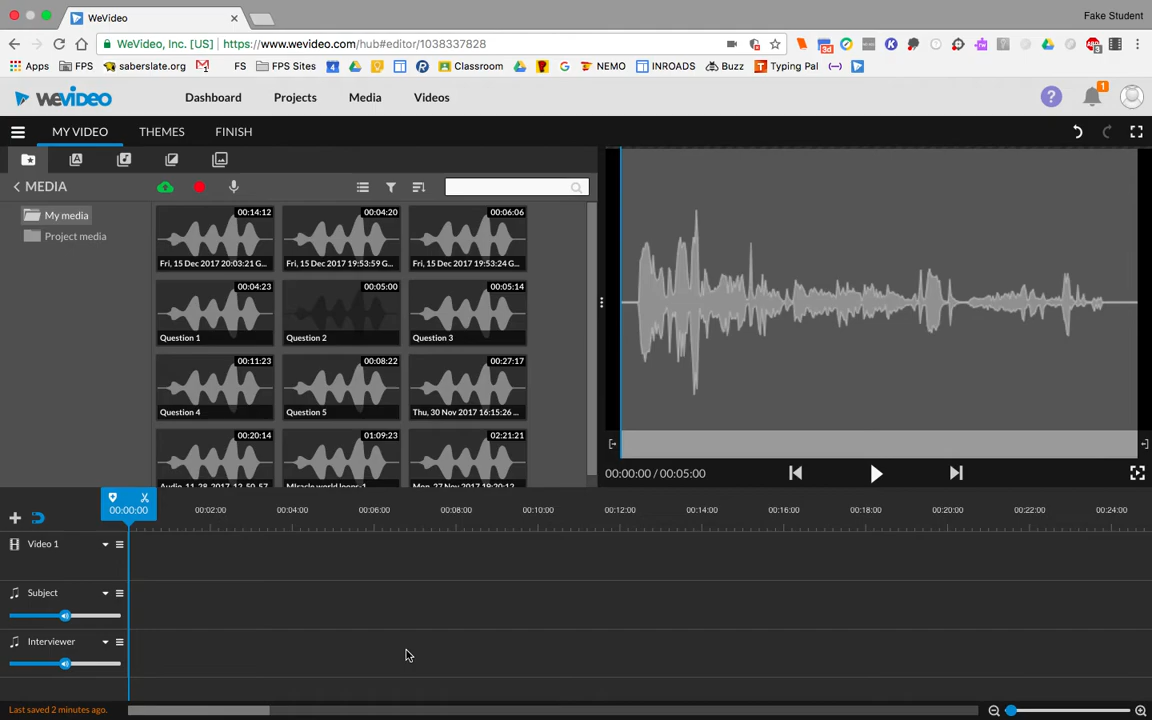 WeVideo
Fake Student
WeVideo, Inc. [US] https://www.wevideo.com/hub#editor/1038337828
3d
3
Apps FPS saberslate.org FS FPS Sites 4 Classroom NEMO INROADS Buzz Typing Pal
wevideo Dashboard Projects Media Videos ? 1
MY VIDEO THEMES FINISH
MEDIA
My media
Project media
00:14:12 00:04:20 00:06:06
Fri, 15 Dec 2017 20:03:21 G... Fri, 15 Dec 2017 19:53:59 G... Fri, 15 Dec 2017 19:53:24 G...
00:04:23 00:05:00 00:05:14
Question 1 Question 2 Question 3
00:11:23 00:08:22 00:27:17
Question 4 Question 5 Thu, 30 Nov 2017 16:15:26 ...
00:20:14 01:09:23 02:21:21
00:00:00 / 00:05:00
00:00:00 00:02:00 00:04:00 00:06:00 00:08:00 00:10:00 00:12:00 00:14:00 00:16:00 00:18:00 00:20:00 00:22:00 00:24:00
Video 1
Subject
Interviewer
Last saved 2 minutes ago.